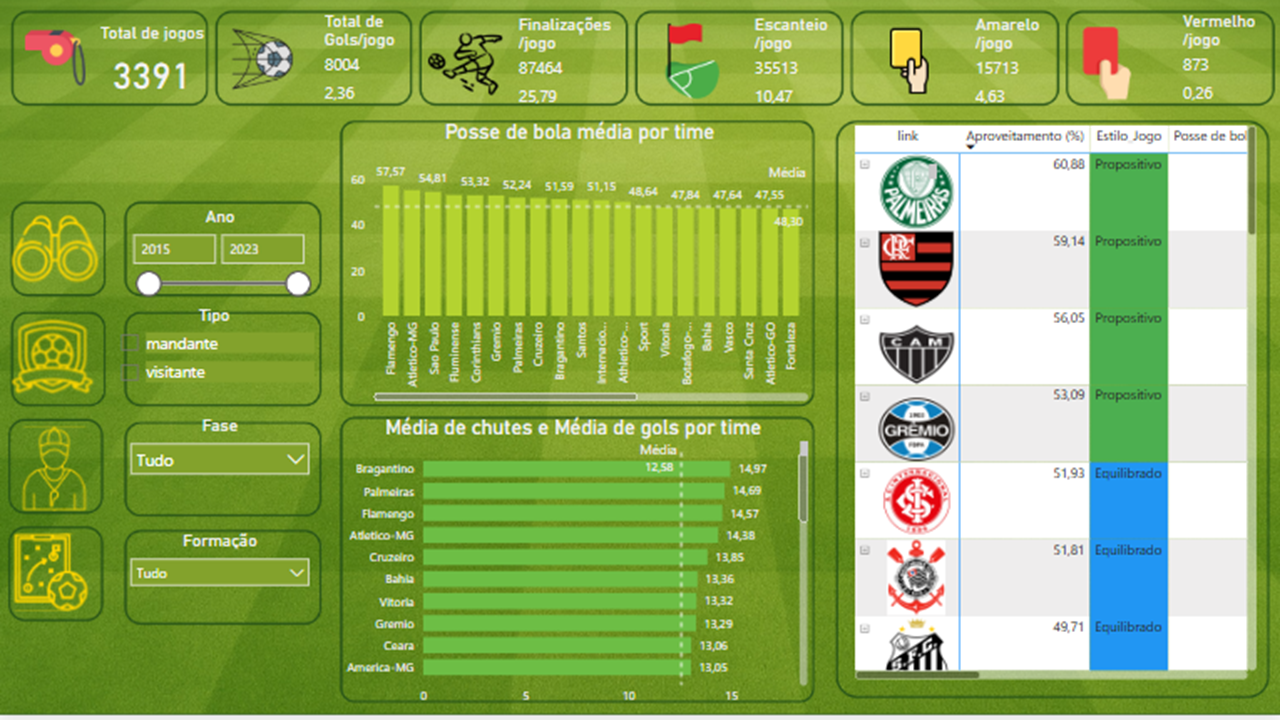 Total de jogos
3391
Total de
Gols/jogo
8004
2,36
Finalizações
/jogo
87464
25,79
Escanteio
/jogo
35513
10,47
Amarelo
/jogo
15713
4,63
Vermelho
/jogo
873
0,26
Ano
2015
2023
Tipo
mandante
visitante
Fase
Tudo
Formação
Tudo
Posse de bola média por time
60
40
20
0
57,57
54,81
53,32
52,24
51,59
51,15
48,64
47,84
47,64
47,55
Média
48,30
Flamengo
Atletico-MG
Sao Paulo
Fluminense
Corinthians
Gremio
Palmeiras
Cruzeiro
Bragantino
Santos
Internacio...
Athletico-...
Sport
Vitoria
Botafogo-...
Bahia
Vasco
Santa Cruz
Atletico-GO
Fortaleza
Média de chutes e Média de gols por time
Média
12,58
Bragantino 14,97
Palmeiras 14,69
Flamengo 14,57
Atletico-MG 14,38
Cruzeiro 13,85
Bahia 13,36
Vitoria 13,32
Gremio 13,29
Ceara 13,06
America-MG 13,05
0 5 10 15
link Aproveitamento (%) Estilo_Jogo Posse de bol
PALMEIRAS 60,88 Propositivo
59,14 Propositivo
CAM 56,05 Propositivo
1903
GRÊMIO
FBPA
53,09 Propositivo
51,93 Equilibrado
51,81 Equilibrado
49,71 Equilibrado